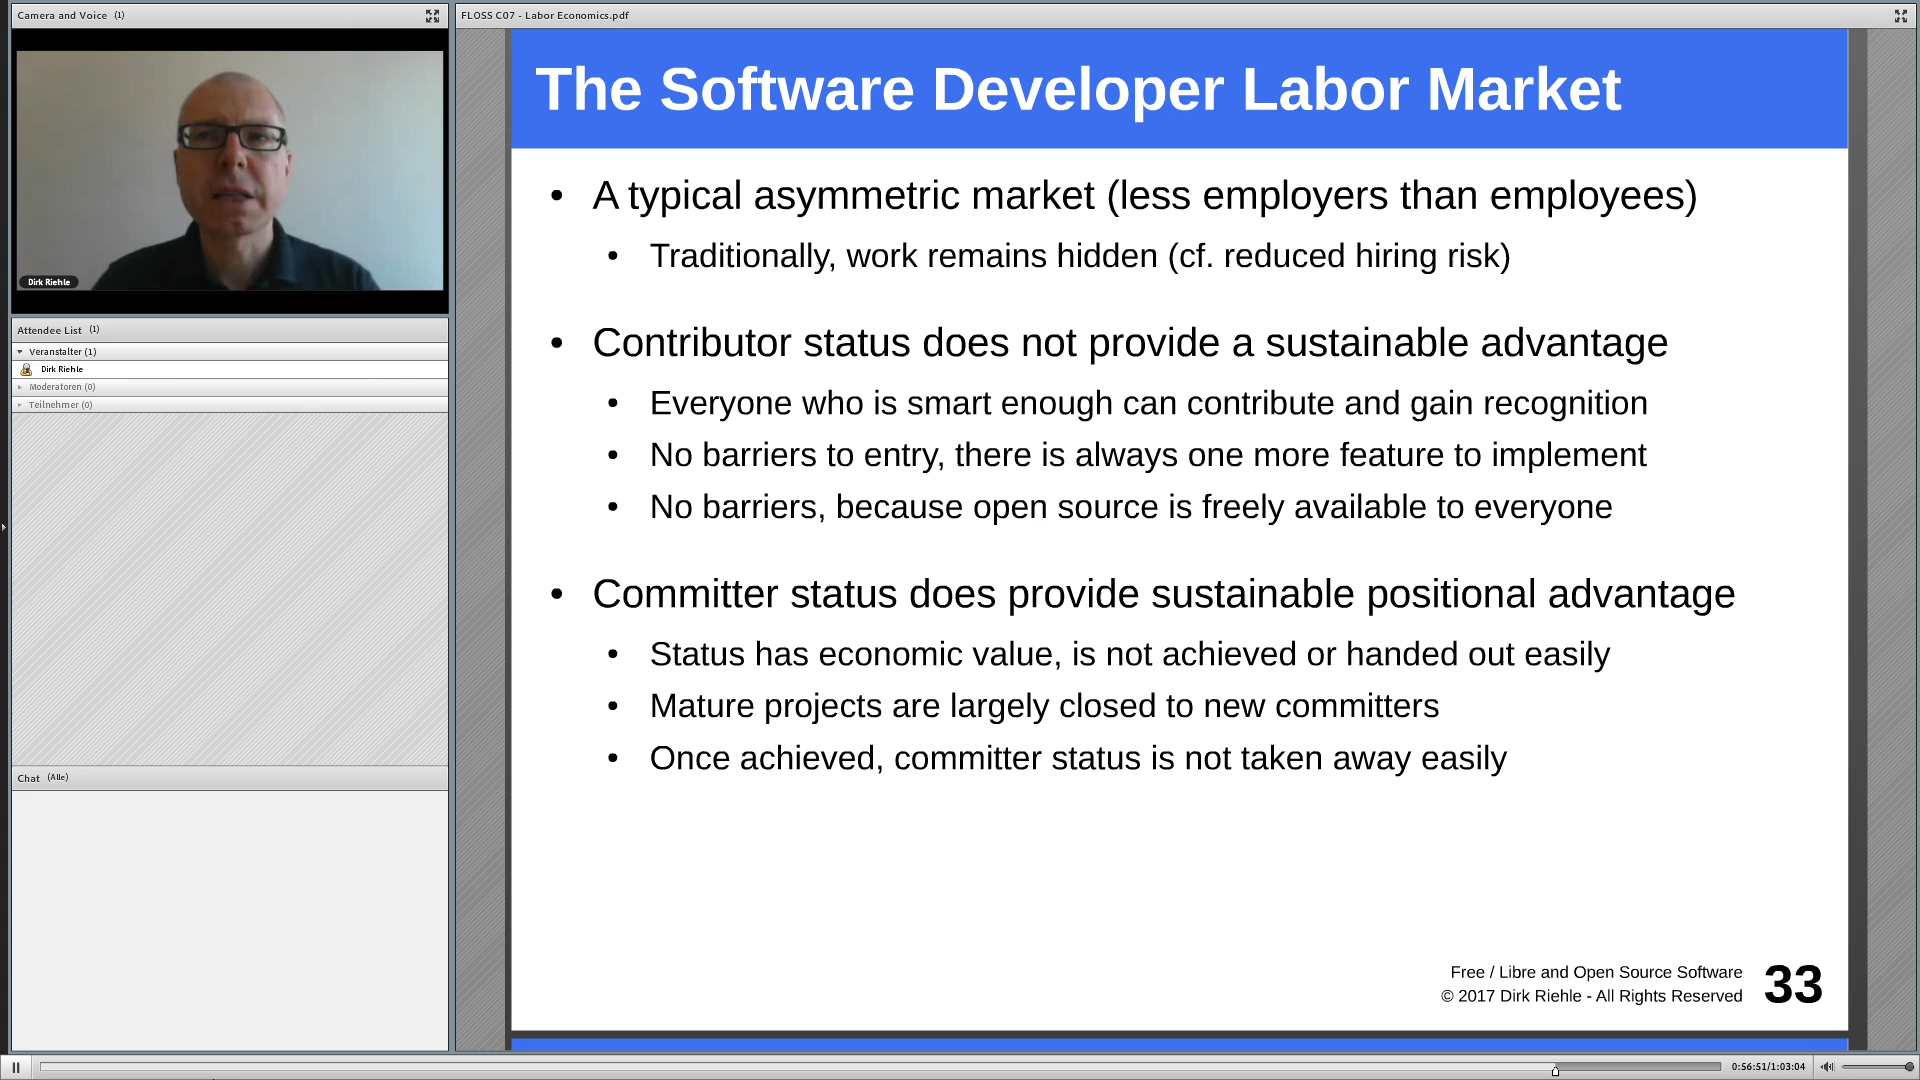 Camera and Voice (1)
Dirk Riehle
Attendee List (1)
Veranstalter (1)
Dirk Riehle
Moderatoren (0)
Teilnehmer (0)
Chat (Alle)
FLOSS C07 - Labor Economics.pdf
The Software Developer Labor Market
• A typical asymmetric market (less employers than employees)
• Traditionally, work remains hidden (cf. reduced hiring risk)
• Contributor status does not provide a sustainable advantage
• Everyone who is smart enough can contribute and gain recognition
• No barriers to entry, there is always one more feature to implement
• No barriers, because open source is freely available to everyone
• Committer status does provide sustainable positional advantage
• Status has economic value, is not achieved or handed out easily
• Mature projects are largely closed to new committers
• Once achieved, committer status is not taken away easily
Free / Libre and Open Source Software
© 2017 Dirk Riehle - All Rights Reserved
33
0:56:51/1:03:04